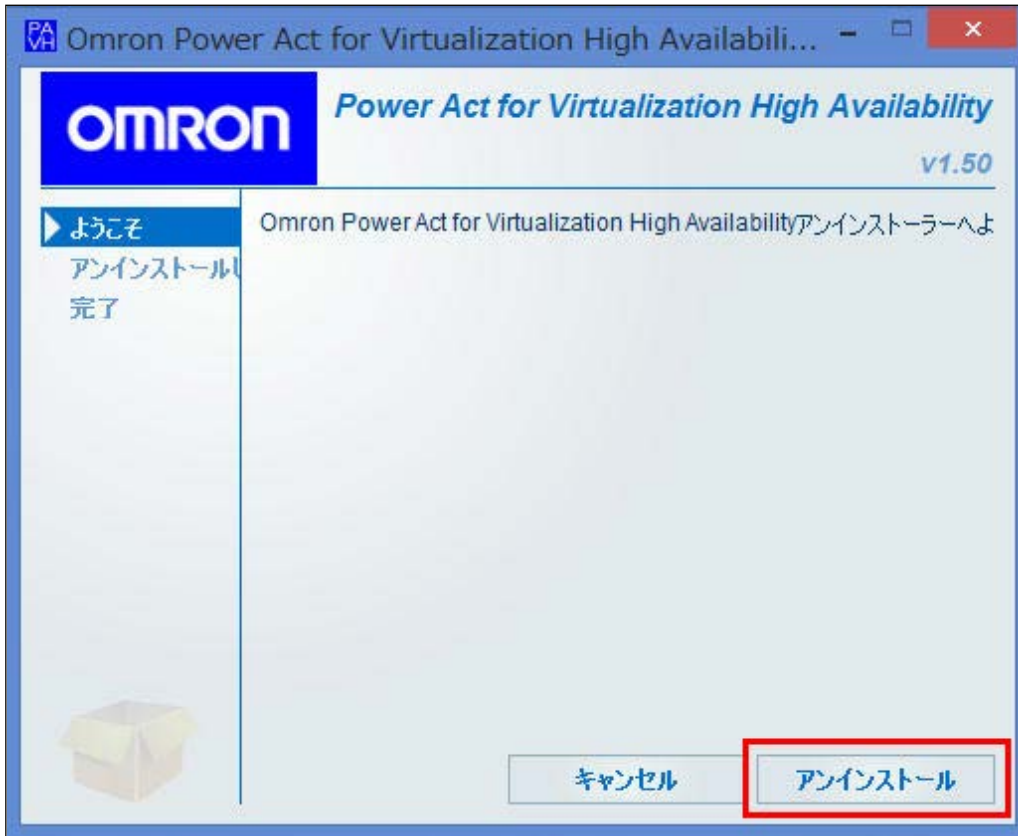 PA
VH
Omron Power Act for Virtualization High Availabili...
OMRON
Power Act for Virtualization High Availability
v1.50
ようこそ
アンインストールし
完了
Omron Power Act for Virtualization High Availabilityアンインストーラーへよ
キャンセル
アンインストール